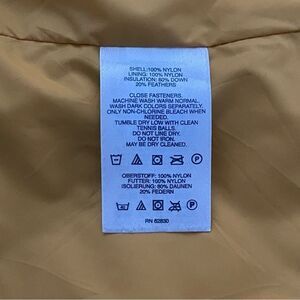 SHELL:100% NYLON
LINING: 100% NYLON
INSULATION: 80% DOWN
20% FEATHERS
CLOSE FASTENERS.
MACHINE WASH WARM NORMAL.
WASH DARK COLORS SEPARATELY.
ONLY NON-CHLORINE BLEACH WHEN
NEEDED.
TUMBLE DRY LOW WITH CLEAN
TENNIS BALLS.
DO NOT LINE DRY.
DO NOT IRON.
MAY BE DRY CLEANED.
OBERSTOFF: 100% NYLON
FUTTER: 100% NYLON
ISOLIERUNG: 80% DAUNEN
20% FEDERN
RN 62830